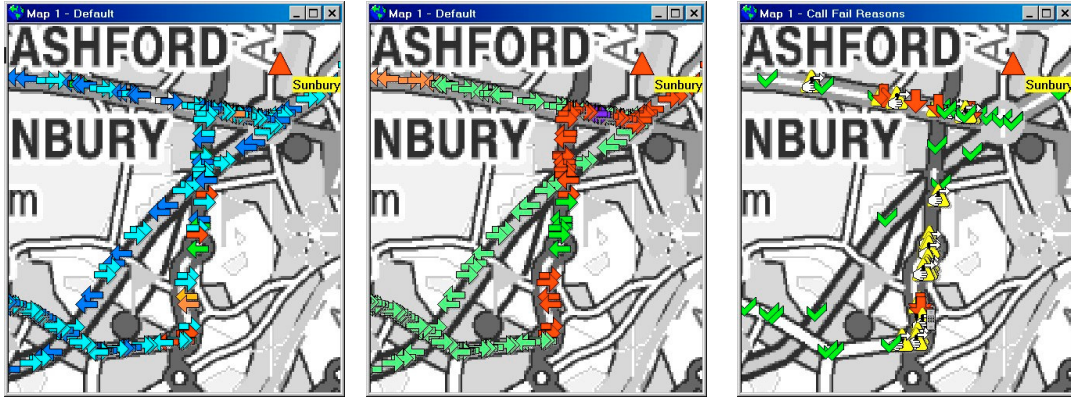 Map 1 - Default
ASHFORD
Sunbury
NBURY
m
Map 1 - Default
ASHFORD
Sunbury
NBURY
m
Map 1 - Call Fail Reasons
ASHFORD
Sunbury
NBURY
m